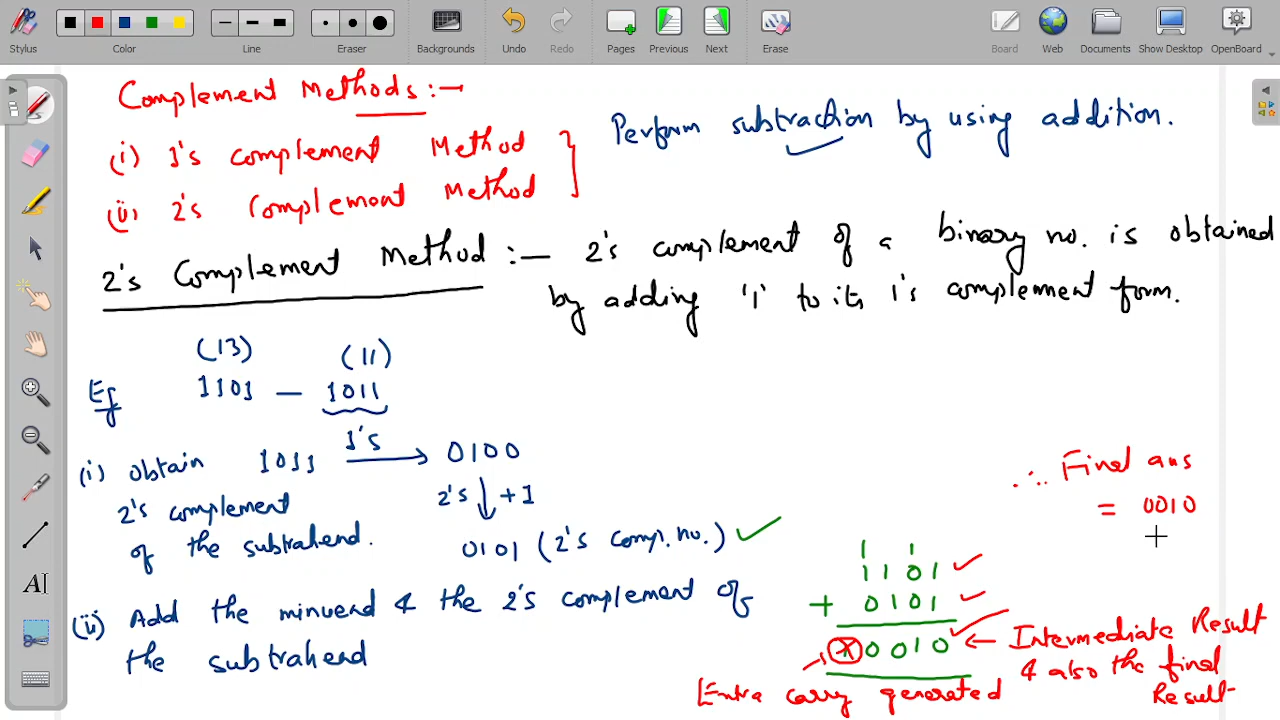 Stylus
Color
Line
Eraser
Backgrounds
Undo
Redo
Pages
Previous
Next
Erase
Board
Web
Documents
Show Desktop
OpenBoard
Complement Methods :-
(i) 1's complement Method
(ii) 2's complement Method
Perform subtraction by using addition.
2's Complement Method :- 2's complement of a binary no. is obtained
by adding '1' to its 1's complement form.
(13) (11)
Eg 1101 - 1011
(i) obtain 1011 1's → 0100
2's complement 2's ↓ +1
of the subtrahend. 0101 (2's comp. no.) ✓
(ii) Add the minuend & the 2's complement of
the subtrahend
1 1
1101 ✓
+ 0101 ✓
10010 ✓ ← Intermediate Result
& also the final
Result
Extra carry generated
∴ Final ans
= 0010